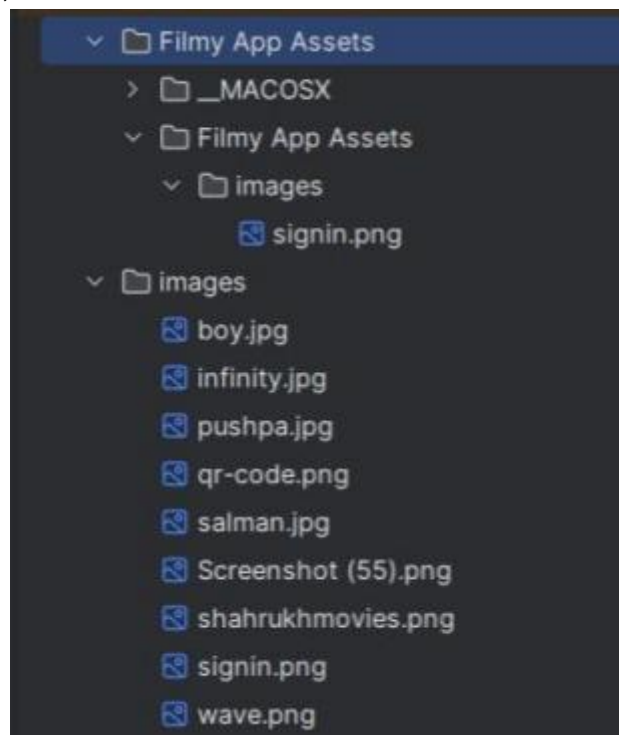 Filmy App Assets
__MACOSX
Filmy App Assets
images
signin.png
images
boy.jpg
infinity.jpg
pushpa.jpg
qr-code.png
salman.jpg
Screenshot (55).png
shahrukhmovies.png
signin.png
wave.png